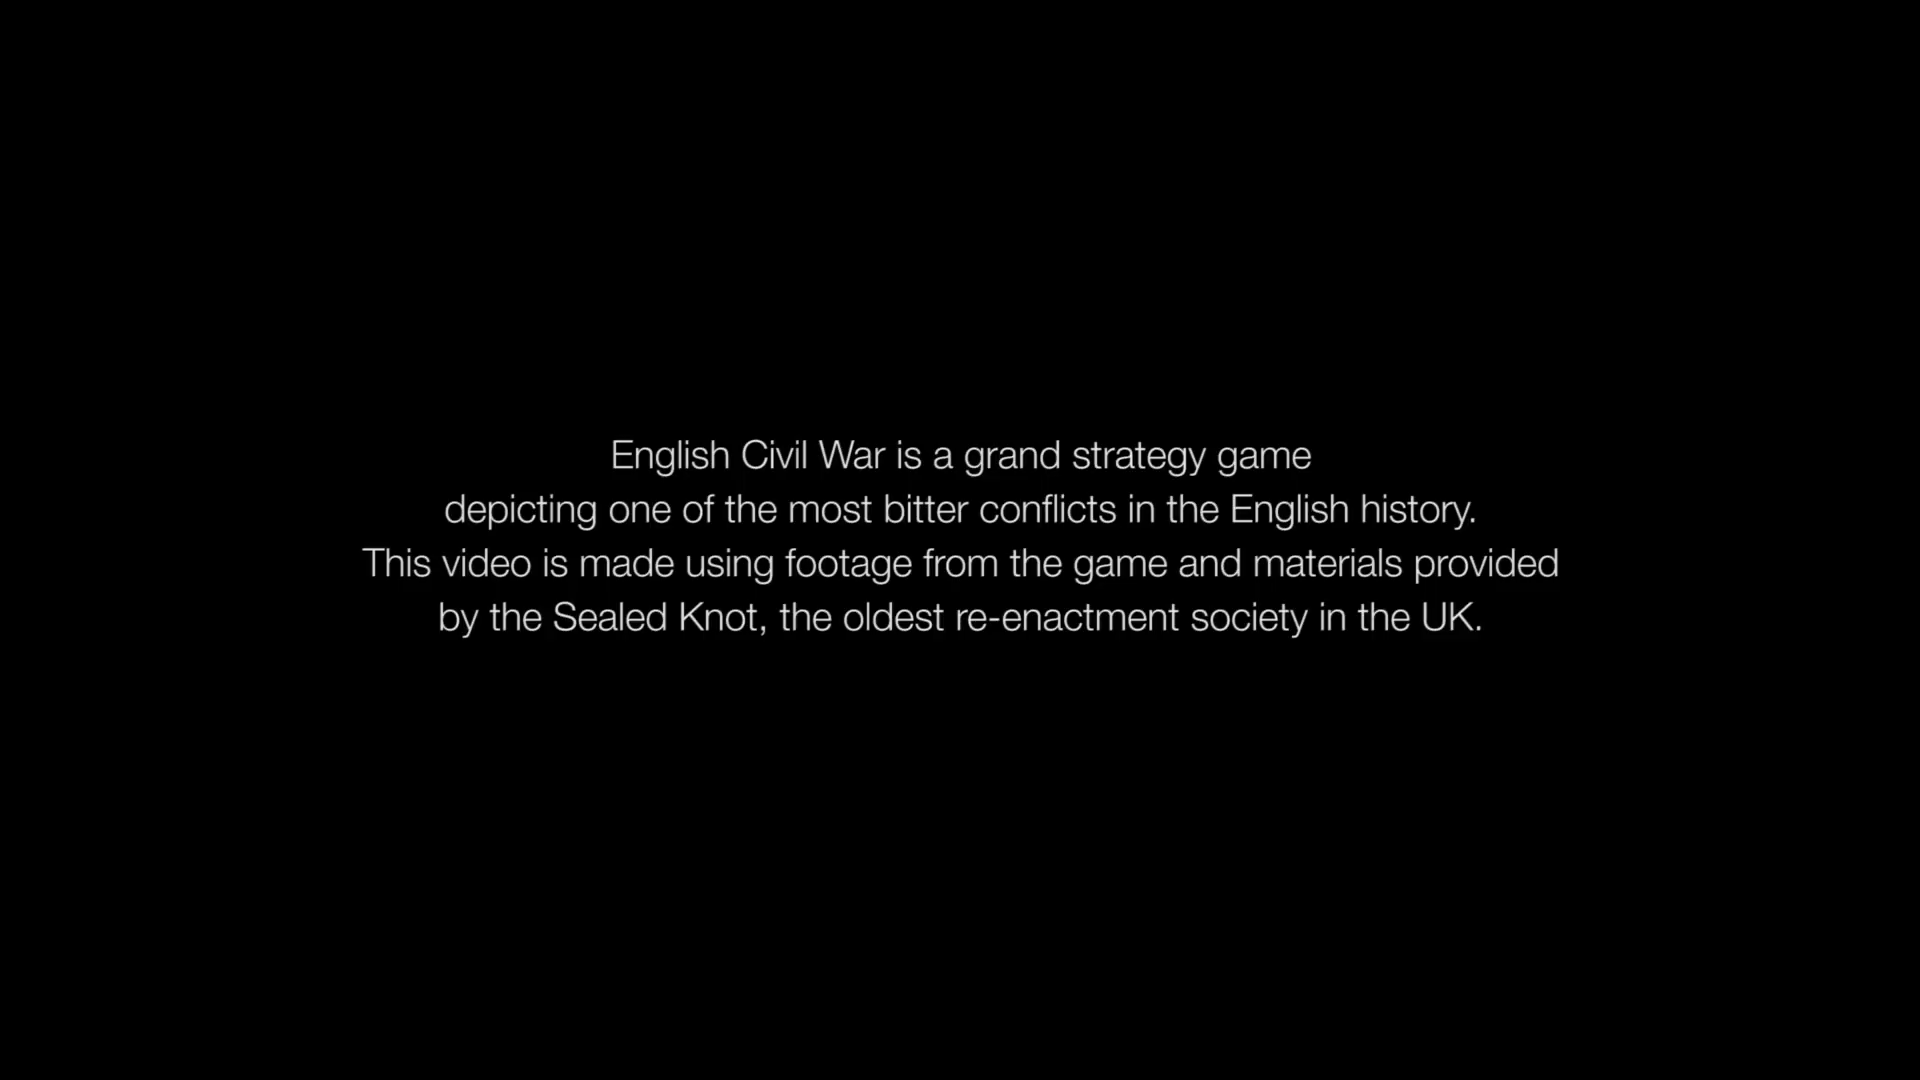 English Civil War is a grand strategy game
depicting one of the most bitter conflicts in the English history.
This video is made using footage from the game and materials provided
by the Sealed Knot, the oldest re-enactment society in the UK.